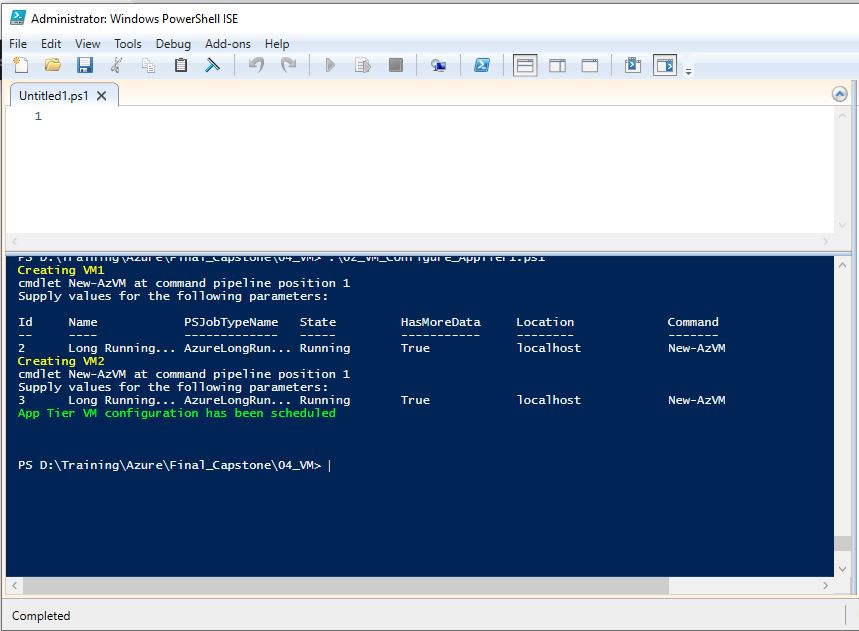 Administrator: Windows PowerShell ISE
File Edit View Tools Debug Add-ons Help
Untitled1.ps1
1
PS D:\Training\Azure\Final_Capstone\04_VM> .\02_VM_Configure_AppTier1.ps1
Creating VM1
cmdlet New-AzVM at command pipeline position 1
Supply values for the following parameters:
Id Name PSJobTypeName State HasMoreData Location Command
-- ---- ------------- ----- ----------- -------- -------
2 Long Running... AzureLongRun... Running True localhost New-AzVM
Creating VM2
cmdlet New-AzVM at command pipeline position 1
Supply values for the following parameters:
3 Long Running... AzureLongRun... Running True localhost New-AzVM
App Tier VM configuration has been scheduled
PS D:\Training\Azure\Final_Capstone\04_VM>
Completed